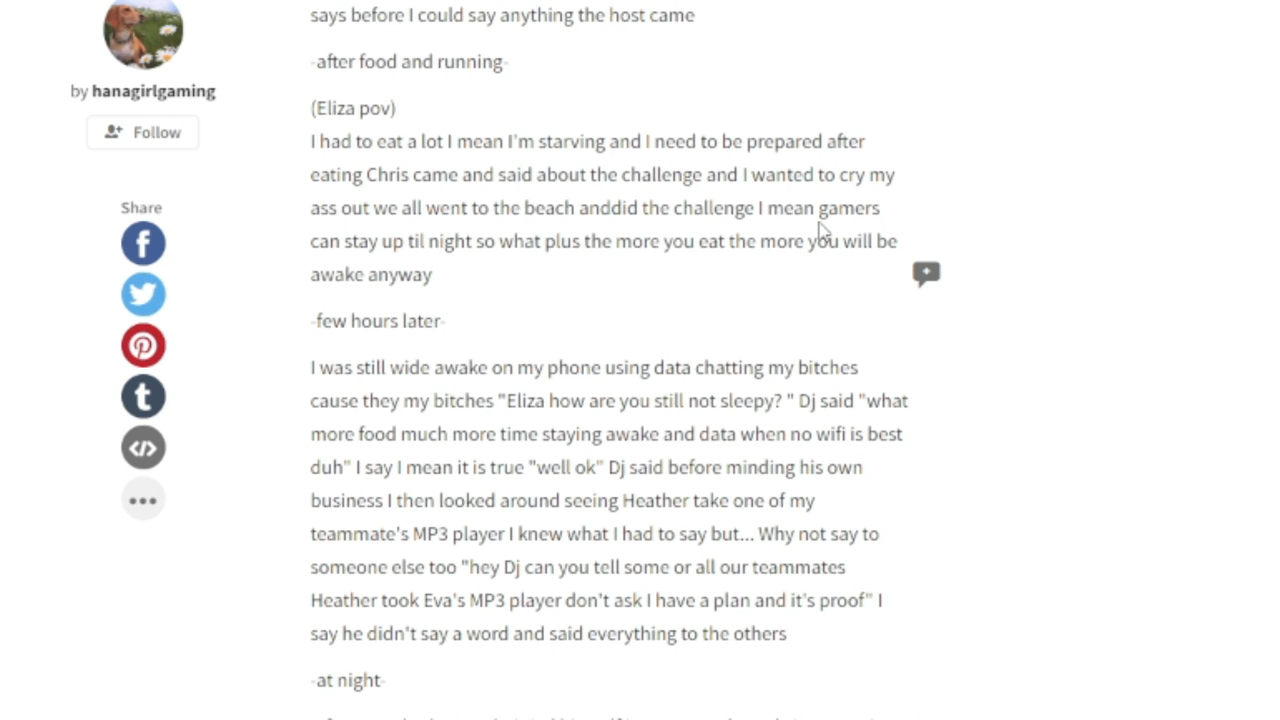 says before I could say anything the host came
-after food and running-
by hanagirlgaming
(Eliza pov)
Follow
I had to eat a lot I mean I'm starving and I need to be prepared after
eating Chris came and said about the challenge and I wanted to cry my
Share
ass out we all went to the beach anddid the challenge I mean gamers
can stay up til night so what plus the more you eat the more you will be
awake anyway
-few hours later-
I was still wide awake on my phone using data chatting my bitches
cause they my bitches "Eliza how are you still not sleepy? " Dj said "what
more food much more time staying awake and data when no wifi is best
duh" I say I mean it is true "well ok" Dj said before minding his own
business I then looked around seeing Heather take one of my
teammate's MP3 player I knew what I had to say but... Why not say to
someone else too "hey Dj can you tell some or all our teammates
Heather took Eva's MP3 player don't ask I have a plan and it's proof" I
say he didn't say a word and said everything to the others
-at night-